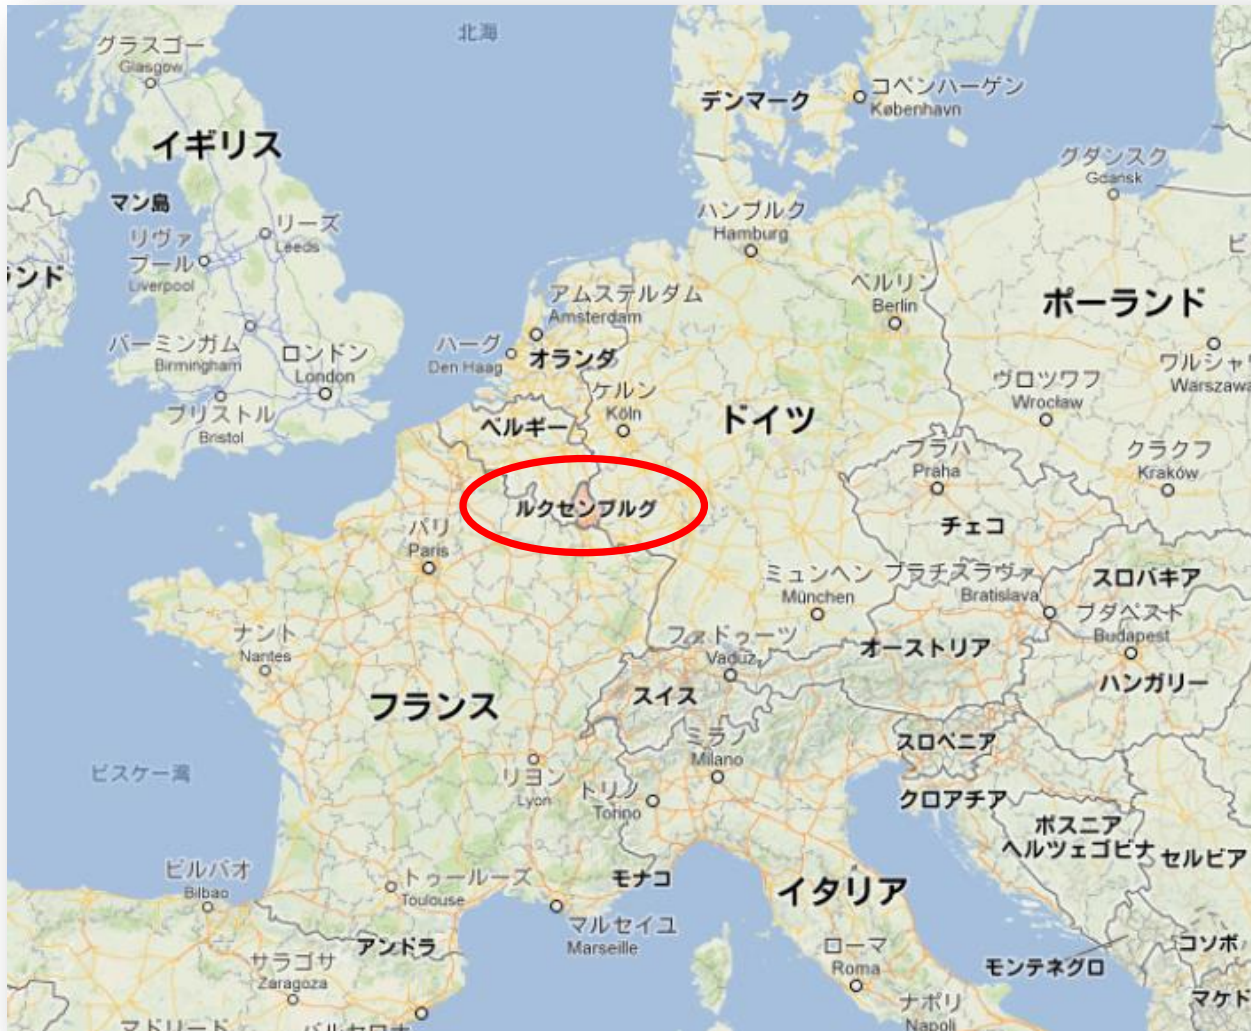 北海
グラスゴー
Glasgow
コペンハーゲン
København
デンマーク
イギリス
グダンスク
Gdańsk
マン島
ハンブルク
Hamburg
リーズ
Leeds
リヴァ
プール
Liverpool
ベルリン
Berlin
アムステルダム
Amsterdam
ポーランド
バーミンガム
Birmingham
ロンドン
London
ハーグ
Den Haag
オランダ
ワルシャ
Warszawa
ケルン
Köln
ヴロツワフ
Wrocław
ブリストル
Bristol
ベルギー
ドイツ
プラハ
Praha
クラクフ
Kraków
ルクセンブルグ
チェコ
パリ
Paris
ミュンヘン
München
ブラチスラヴァ
Bratislava
スロバキア
ブダペスト
Budapest
ナント
Nantes
ファドゥーツ
Vaduz
オーストリア
スイス
ハンガリー
フランス
ミラノ
Milano
スロベニア
ビスケー湾
リヨン
Lyon
トリノ
Torino
クロアチア
ボスニア
ヘルツェゴビナ
セルビア
ビルバオ
Bilbao
トゥールーズ
Toulouse
モナコ
イタリア
マルセイユ
Marseille
アンドラ
サラゴサ
Zaragoza
ローマ
Roma
コソボ
モンテネグロ
マケド
ナポリ
Napoli
マドリード
バルセロナ